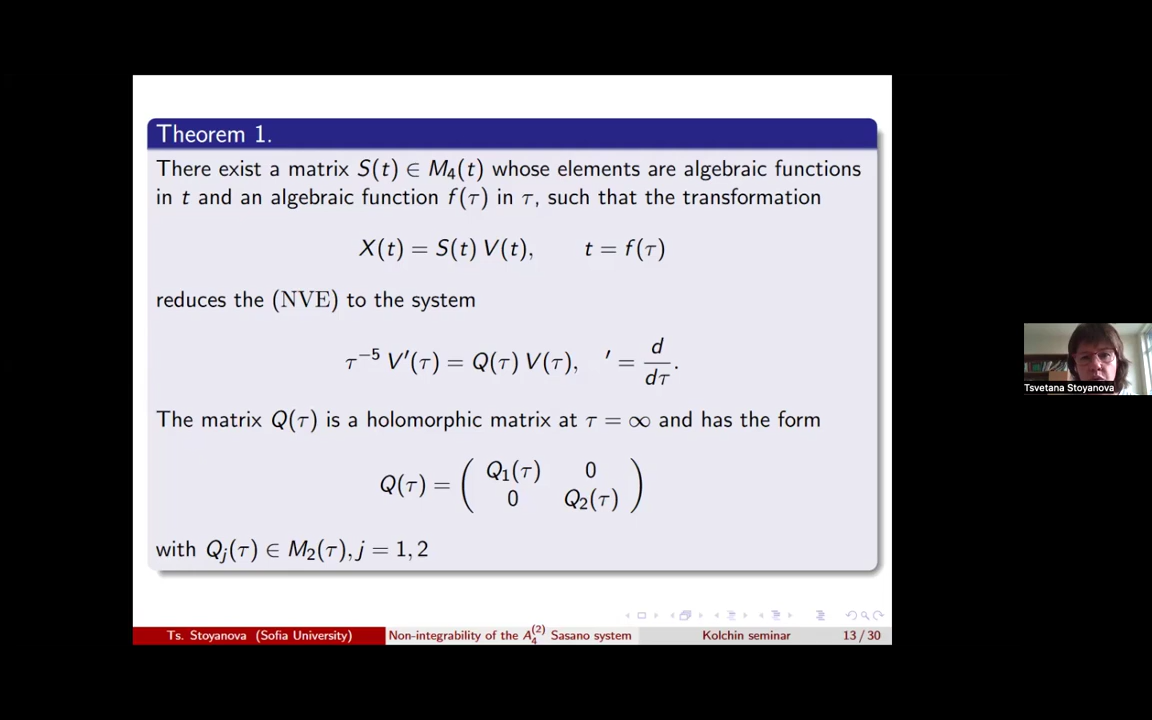 Theorem 1.
There exist a matrix S(t) ∈ M₄(t) whose elements are algebraic functions
in t and an algebraic function f(τ) in τ, such that the transformation
X(t) = S(t) V(t), t = f(τ)
reduces the (NVE) to the system
τ⁻⁵ V′(τ) = Q(τ) V(τ), ′ = d/dτ.
The matrix Q(τ) is a holomorphic matrix at τ = ∞ and has the form
Q(τ) = ( Q₁(τ) 0
0 Q₂(τ) )
with Qⱼ(τ) ∈ M₂(τ), j = 1, 2
Tsvetana Stoyanova
Ts. Stoyanova (Sofia University) Non-integrability of the A₄⁽²⁾ Sasano system Kolchin seminar 13 / 30